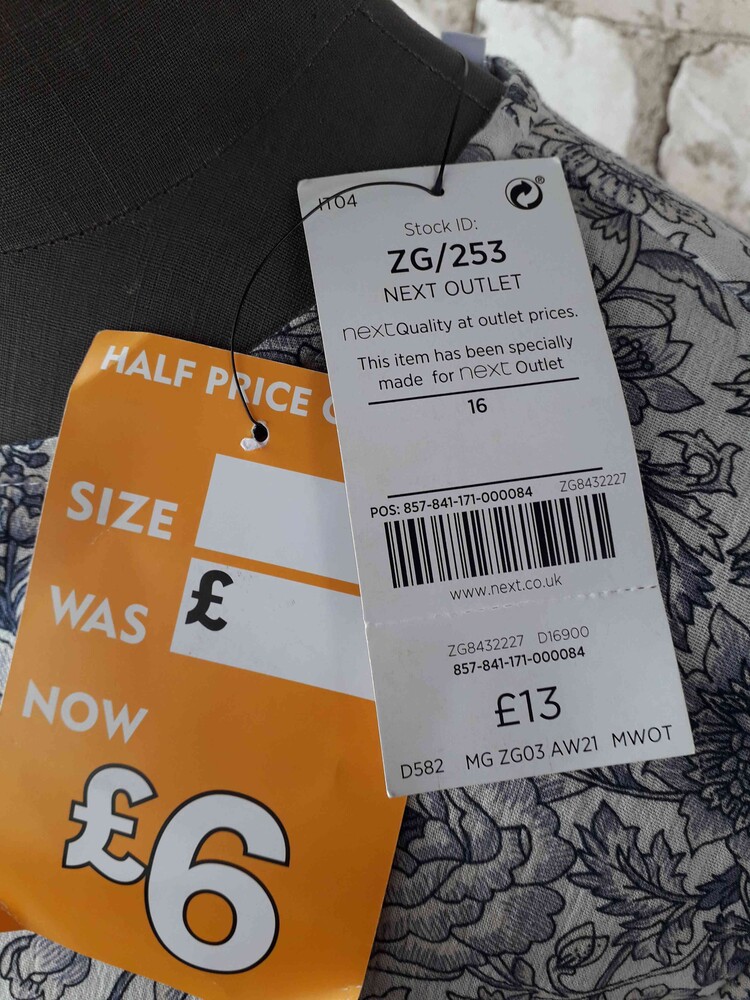 IT04
Stock ID:
ZG/253
NEXT OUTLET
next Quality at outlet prices.
This item has been specially
made for next Outlet
16
POS: 857-841-171-000084 ZG8432227
www.next.co.uk
ZG8432227 D16900
857-841-171-000084
£13
D582 MG ZG03 AW21 MWOT
HALF PRICE
SIZE
WAS £
NOW
£6